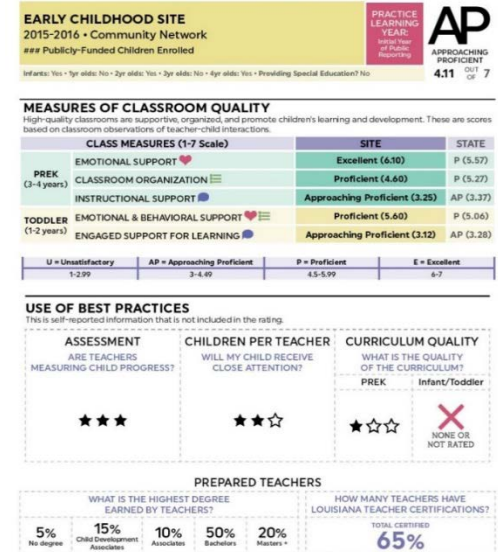 EARLY CHILDHOOD SITE
2015-2016 • Community Network
### Publicly-Funded Children Enrolled
Infants: Yes • 1yr olds: No • 2yr olds: Yes • 3yr olds: No • 4yr olds: Yes • Providing Special Education? No
PRACTICE
LEARNING
YEAR:
Initial Year
of Public
Reporting
AP
APPROACHING
PROFICIENT
4.11 OUT OF 7
MEASURES OF CLASSROOM QUALITY
High-quality classrooms are supportive, organized, and promote children's learning and development. These are scores
based on classroom observations of teacher-child interactions.
CLASS MEASURES (1-7 Scale) SITE STATE
PREK
(3-4 years)
EMOTIONAL SUPPORT Excellent (6.10) P (5.57)
CLASSROOM ORGANIZATION Proficient (4.60) P (5.27)
INSTRUCTIONAL SUPPORT Approaching Proficient (3.25) AP (3.37)
TODDLER
(1-2 years)
EMOTIONAL & BEHAVIORAL SUPPORT Proficient (5.60) P (5.06)
ENGAGED SUPPORT FOR LEARNING Approaching Proficient (3.12) AP (3.28)
U = Unsatisfactory AP = Approaching Proficient P = Proficient E = Excellent
1-2.99 3-4.49 4.5-5.99 6-7
USE OF BEST PRACTICES
This is self-reported information that is not included in the rating.
ASSESSMENT
ARE TEACHERS
MEASURING CHILD PROGRESS?
CHILDREN PER TEACHER
WILL MY CHILD RECEIVE
CLOSE ATTENTION?
CURRICULUM QUALITY
WHAT IS THE QUALITY
OF THE CURRICULUM?
PREK Infant/Toddler
NONE OR
NOT RATED
PREPARED TEACHERS
WHAT IS THE HIGHEST DEGREE
EARNED BY TEACHERS?
5%
No degree
15%
Child Development
Associates
10%
Associates
50%
Bachelors
20%
Masters +
HOW MANY TEACHERS HAVE
LOUISIANA TEACHER CERTIFICATIONS?
TOTAL CERTIFIED
65%